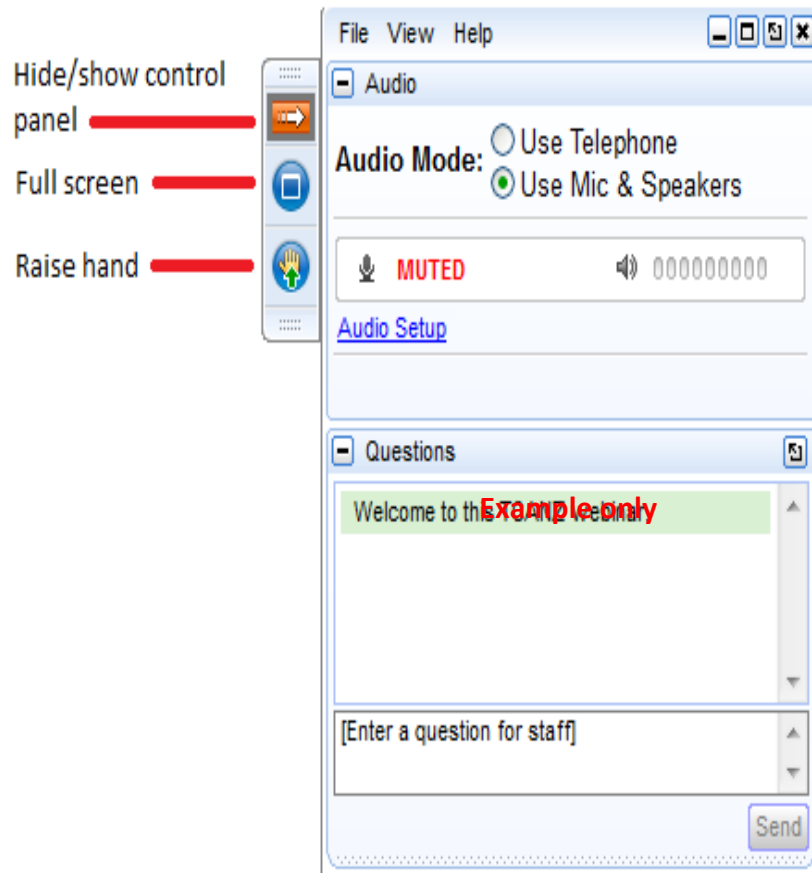 File View Help
Hide/show control
panel
Audio
Full screen
Audio Mode:
Use Telephone
Use Mic & Speakers
Raise hand
MUTED
000000000
Audio Setup
Questions
Welcome to this webinar
Example only
[Enter a question for staff]
Send